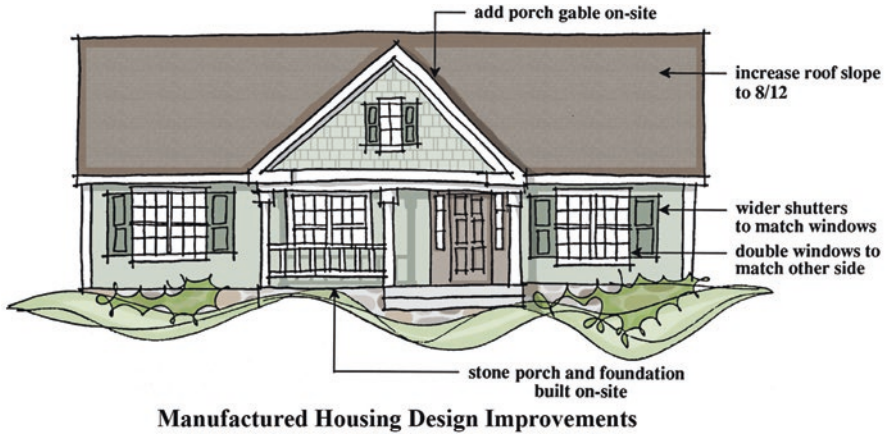 add porch gable on-site
increase roof slope
to 8/12
wider shutters
to match windows
double windows to
match other side
stone porch and foundation
built on-site
Manufactured Housing Design Improvements